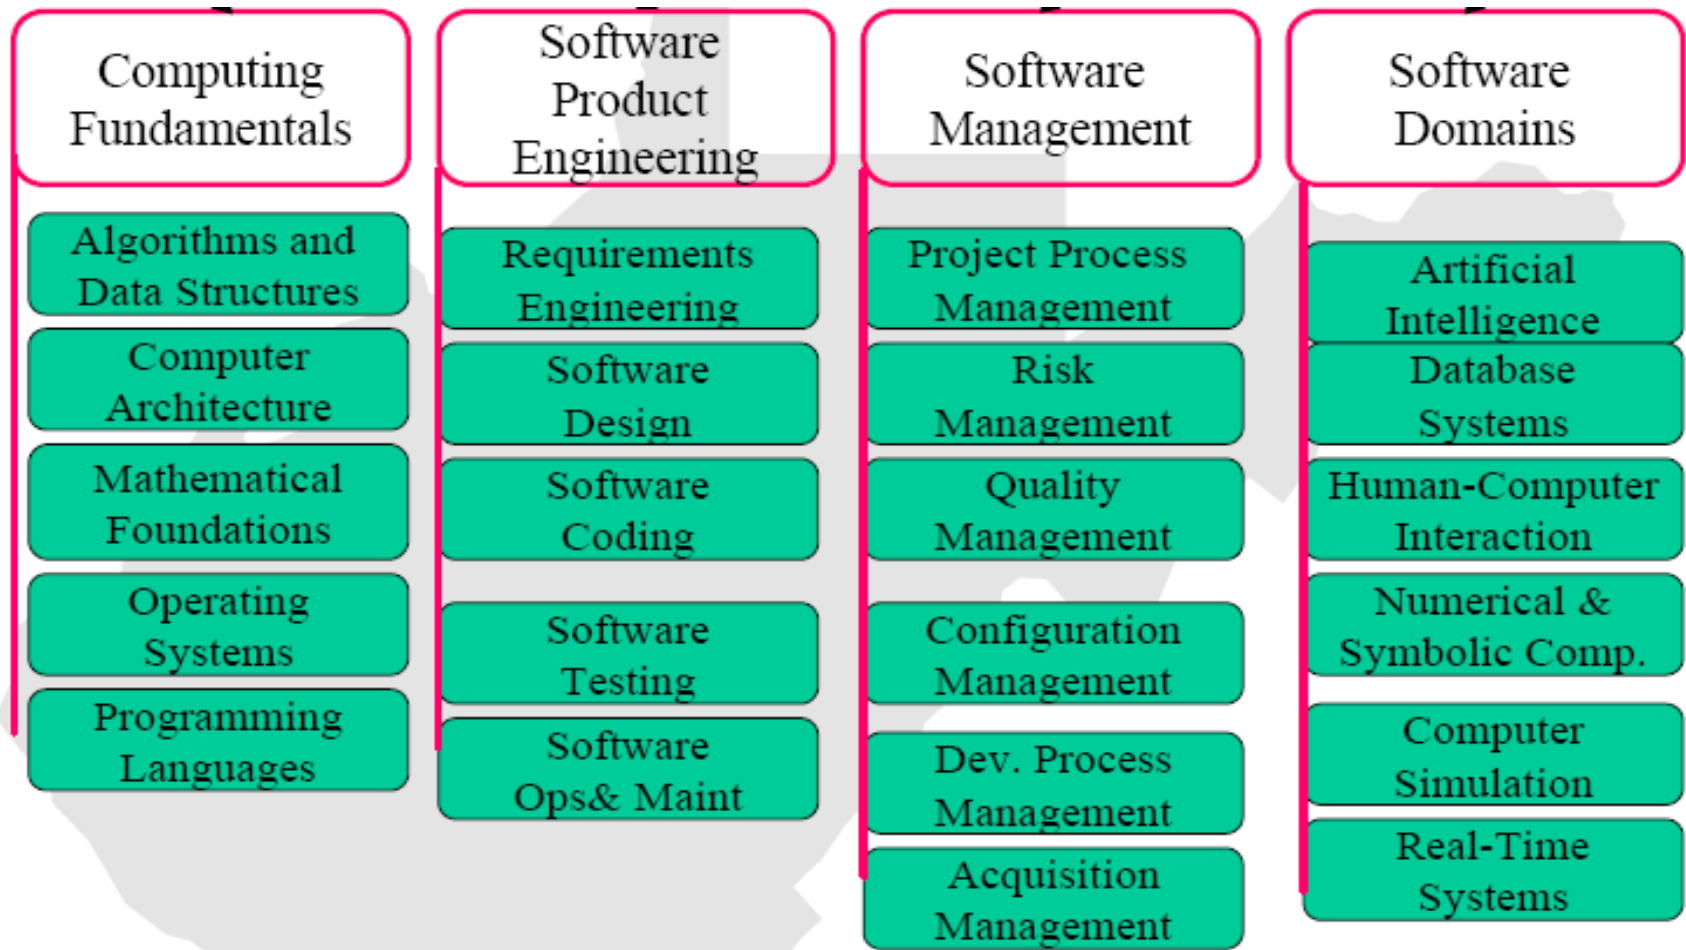 Computing
Fundamentals
Algorithms and
Data Structures
Computer
Architecture
Mathematical
Foundations
Operating
Systems
Programming
Languages
Software
Product
Engineering
Requirements
Engineering
Software
Design
Software
Coding
Software
Testing
Software
Ops& Maint
Software
Management
Project Process
Management
Risk
Management
Quality
Management
Configuration
Management
Dev. Process
Management
Acquisition
Management
Software
Domains
Artificial
Intelligence
Database
Systems
Human-Computer
Interaction
Numerical &
Symbolic Comp.
Computer
Simulation
Real-Time
Systems